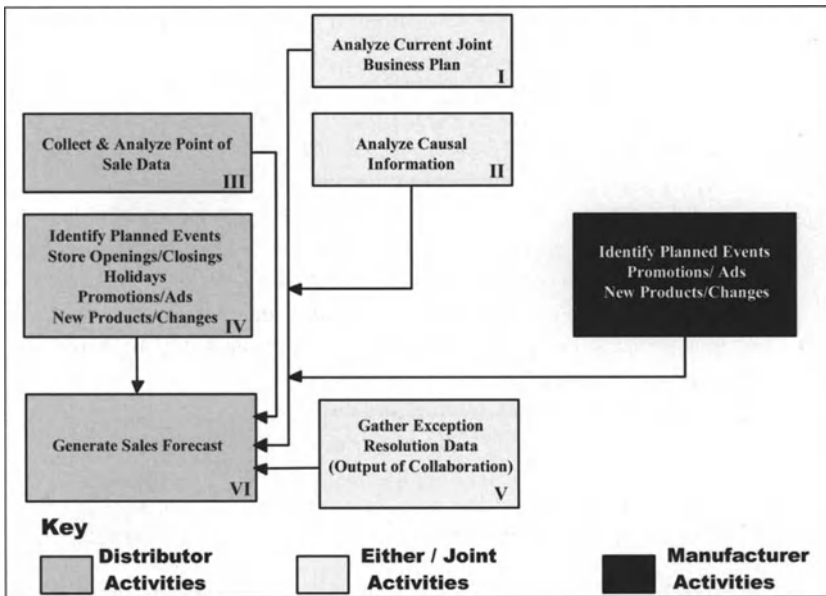 Analyze Current Joint
Business Plan
I
Collect & Analyze Point of
Sale Data
III
Analyze Causal
Information
II
Identify Planned Events
Store Openings/Closings
Holidays
Promotions/Ads
New Products/Changes
IV
Identify Planned Events
Promotions/ Ads
New Products/Changes
Generate Sales Forecast
VI
Gather Exception
Resolution Data
(Output of Collaboration)
V
Key
Distributor
Activities
Either / Joint
Activities
Manufacturer
Activities